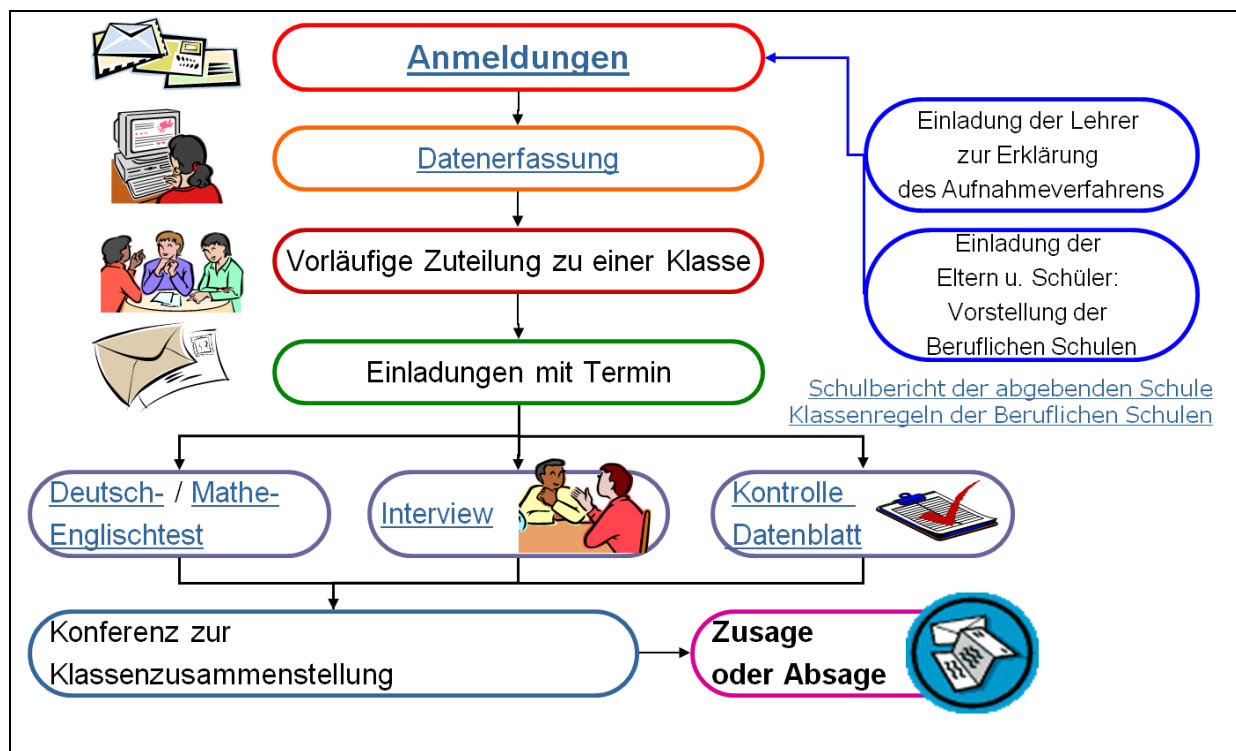 Anmeldungen
Datenerfassung
Vorläufige Zuteilung zu einer Klasse
Einladungen mit Termin
Einladung der Lehrer
zur Erklärung
des Aufnahmeverfahrens
Einladung der
Eltern u. Schüler:
Vorstellung der
Beruflichen Schulen
Schulbericht der abgebenden Schule
Klassenregeln der Beruflichen Schulen
Deutsch- / Mathe-
Englischtest
Interview
Kontrolle
Datenblatt
Konferenz zur
Klassenzusammenstellung
Zusage
oder Absage